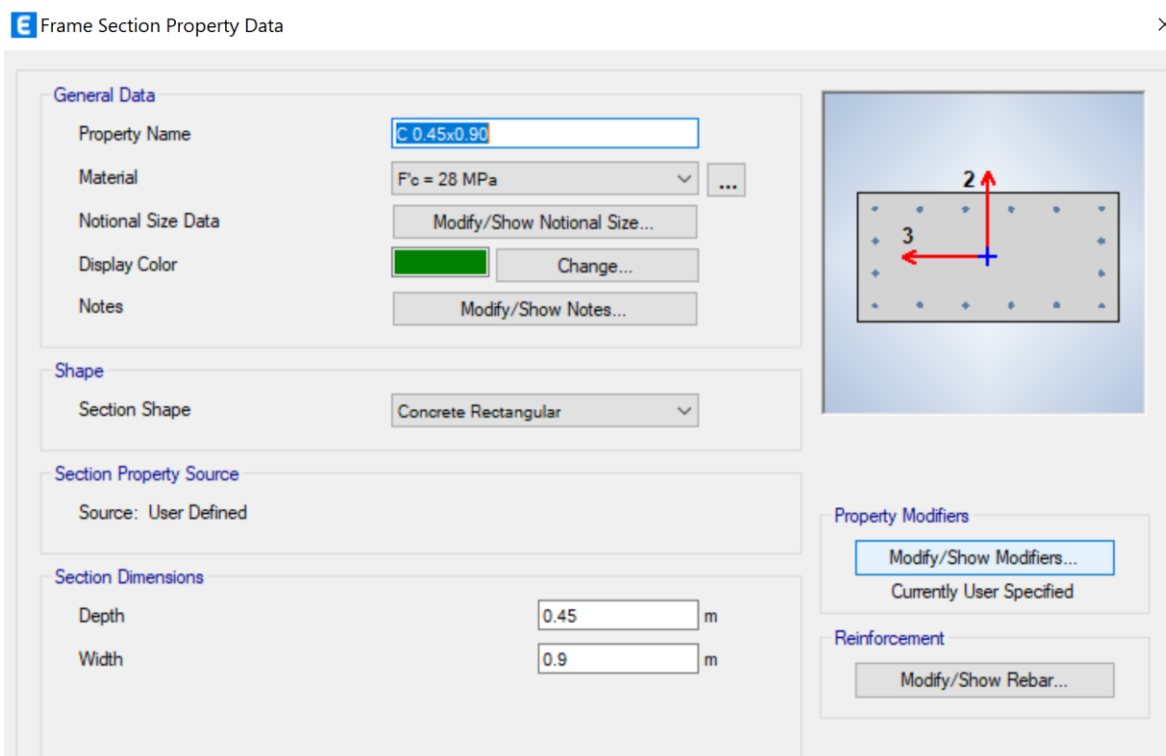 E Frame Section Property Data
General Data
Property Name C 0.45x0.90
Material F'c = 28 MPa ...
Notional Size Data Modify/Show Notional Size...
Display Color Change...
Notes Modify/Show Notes...
2
3
Shape
Section Shape Concrete Rectangular
Section Property Source
Source: User Defined
Property Modifiers
Modify/Show Modifiers...
Currently User Specified
Section Dimensions
Depth 0.45 m
Width 0.9 m
Reinforcement
Modify/Show Rebar...